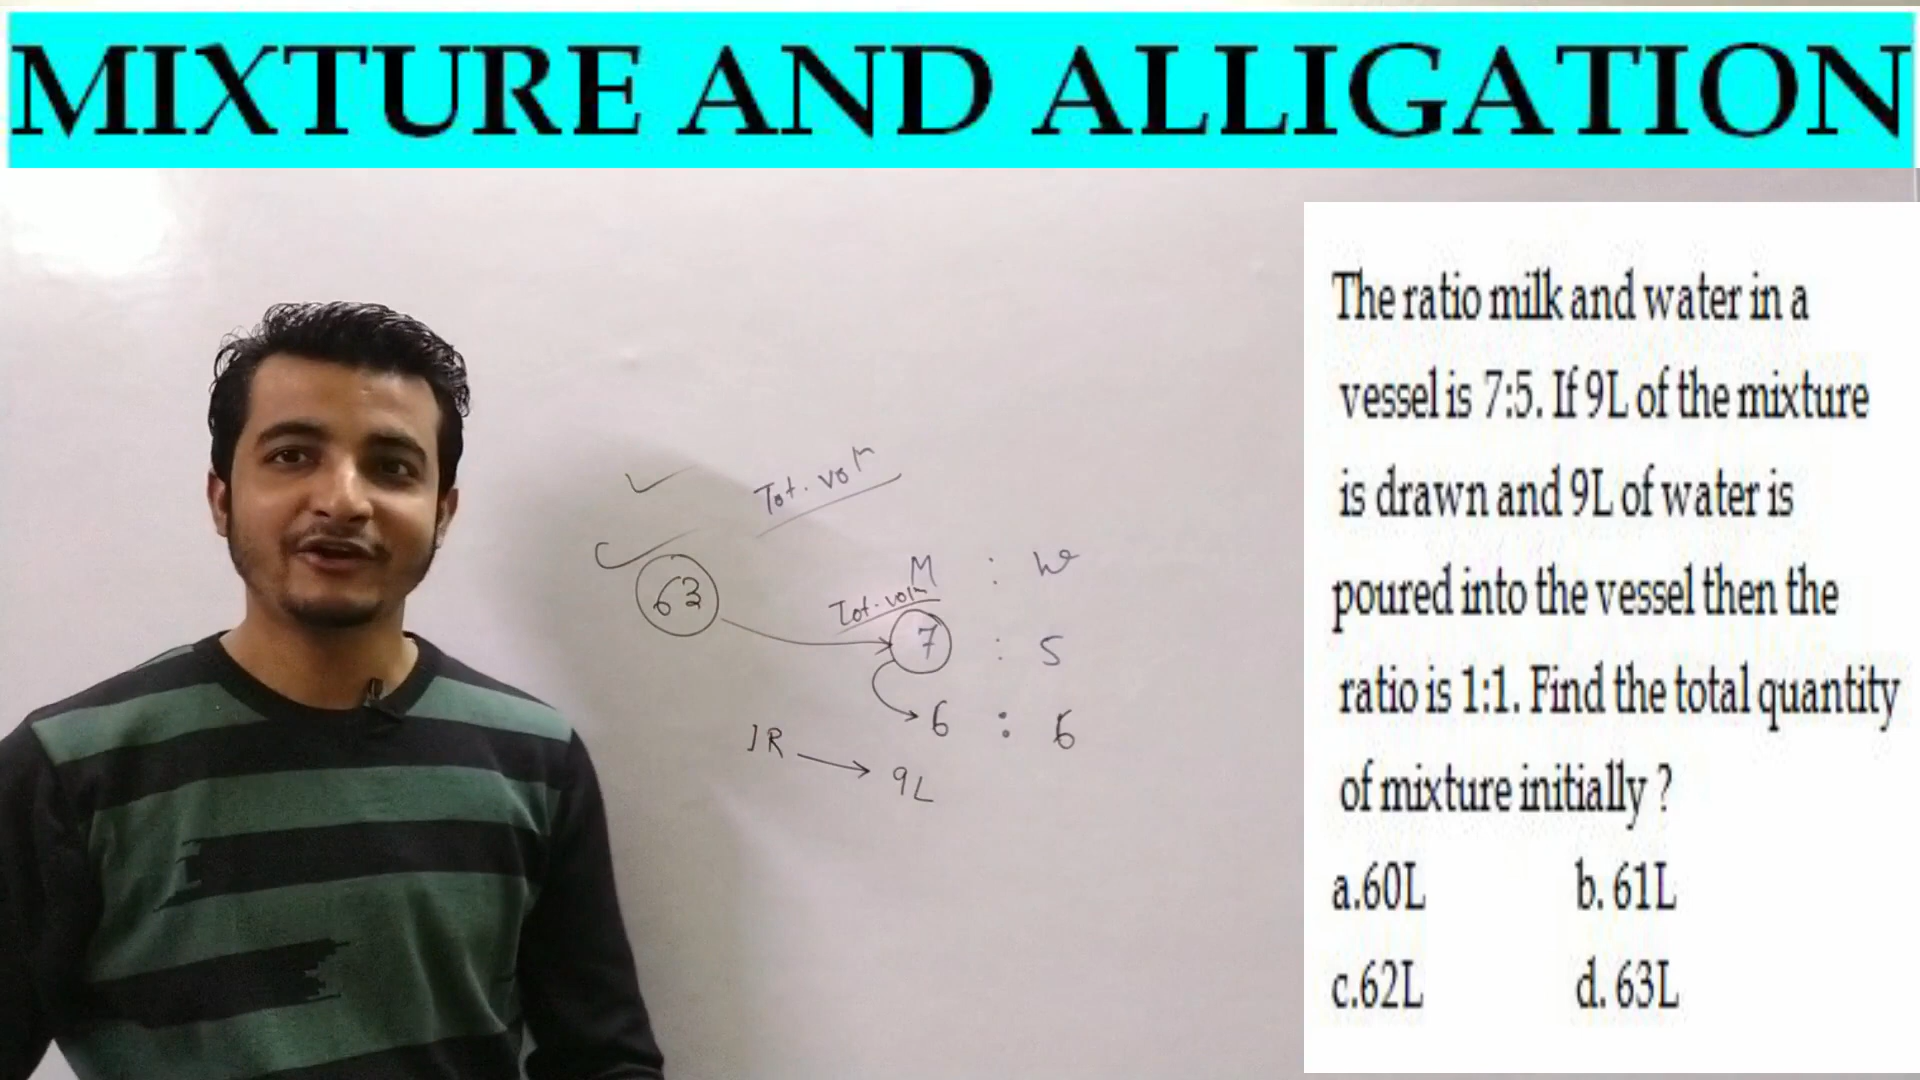 MIXTURE AND ALLIGATION
The ratio milk and water in a
vessel is 7:5. If 9L of the mixture
is drawn and 9L of water is
poured into the vessel then the
ratio is 1:1. Find the total quantity
of mixture initially ?
a.60L b. 61L
c.62L d. 63L
Tot. volm
M : W
63
Tot. volm
7 : 5
6 : 6
1R → 9L